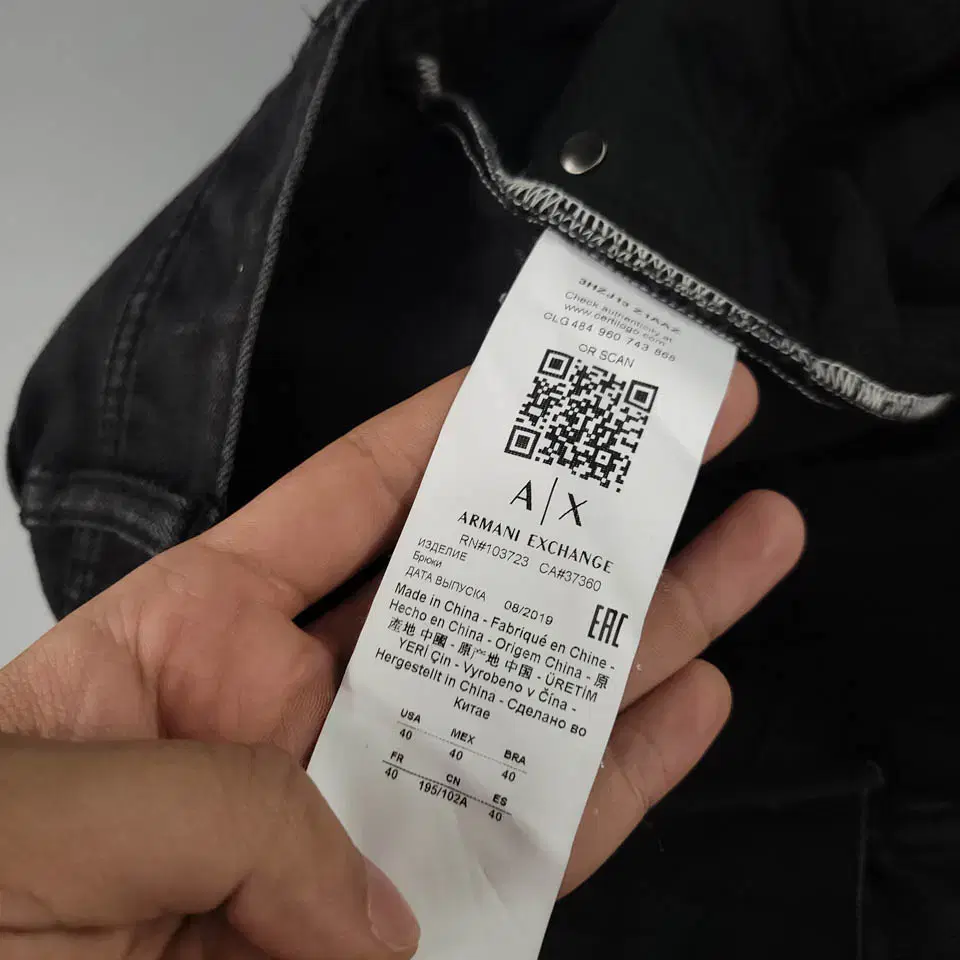 3HZJ13 Z1AAZ
Check authenticity at
www.certilogo.com
CLG 484 960 743 868
OR SCAN
A|X
ARMANI EXCHANGE
RN#103723 CA#37360
ИЗДЕЛИЕ
Брюки
ДАТА ВЫПУСКА 08/2019
EAC
Made in China - Fabriqué en Chine -
Hecho en China - Origem China - 原
產地 中國 - 原产地 中国 - ÜRETİM
YERİ Çin - Vyrobeno v Čína -
Hergestellt in China - Сделано во
Китае
USA MEX BRA
40 40 40
FR CN ES
40 195/102A 40